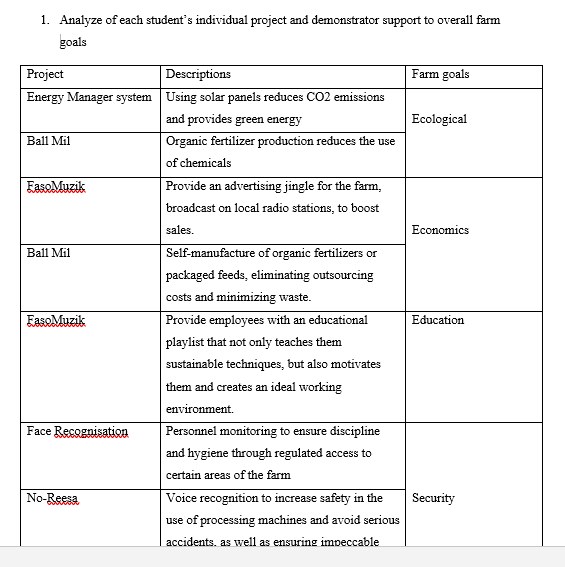 1. Analyze of each student's individual project and demonstrator support to overall farm
goals
Project Descriptions Farm goals
Energy Manager system Using solar panels reduces CO2 emissions
and provides green energy
Ecological
Ball Mil Organic fertilizer production reduces the use
of chemicals
FasoMuzik Provide an advertising jingle for the farm,
broadcast on local radio stations, to boost
sales.
Economics
Ball Mil Self-manufacture of organic fertilizers or
packaged feeds, eliminating outsourcing
costs and minimizing waste.
FasoMuzik Provide employees with an educational Education
playlist that not only teaches them
sustainable techniques, but also motivates
them and creates an ideal working
environment.
Face Recognisation Personnel monitoring to ensure discipline
and hygiene through regulated access to
certain areas of the farm
No-Reesa Voice recognition to increase safety in the Security
use of processing machines and avoid serious
accidents, as well as ensuring impeccable